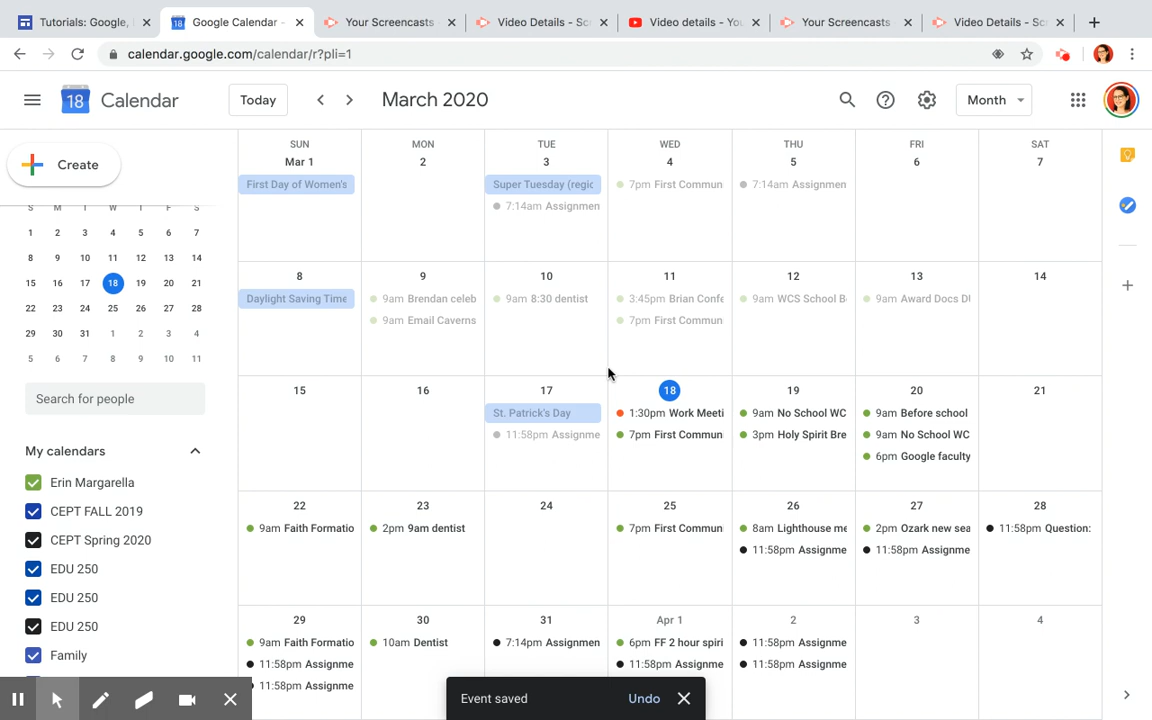 Tutorials: Google,
Google Calendar -
Your Screencasts
Video Details - Scr
Video details - You
Your Screencasts
Video Details - Scr
calendar.google.com/calendar/r?pli=1
18
Calendar
Today
March 2020
Month
Create
S M T W T F S
1 2 3 4 5 6 7
8 9 10 11 12 13 14
15 16 17 18 19 20 21
22 23 24 25 26 27 28
29 30 31 1 2 3 4
5 6 7 8 9 10 11
Search for people
My calendars
Erin Margarella
CEPT FALL 2019
CEPT Spring 2020
EDU 250
EDU 250
EDU 250
Family
SUN MON TUE WED THU FRI SAT
Mar 1 2 3 4 5 6 7
First Day of Women's
Super Tuesday (regio
7:14am Assignmen
7pm First Commun
7:14am Assignmen
8 9 10 11 12 13 14
Daylight Saving Time
9am Brendan celeb
9am Email Caverns
9am 8:30 dentist
3:45pm Brian Confe
7pm First Commun
9am WCS School B
9am Award Docs DU
15 16 17 18 19 20 21
St. Patrick's Day
11:58pm Assignme
1:30pm Work Meeti
7pm First Commun
9am No School WC
3pm Holy Spirit Bre
9am Before school
9am No School WC
6pm Google faculty
22 23 24 25 26 27 28
9am Faith Formatio
2pm 9am dentist
7pm First Commun
8am Lighthouse me
11:58pm Assignme
2pm Ozark new sea
11:58pm Assignme
11:58pm Question:
29 30 31 Apr 1 2 3 4
9am Faith Formatio
11:58pm Assignme
11:58pm Assignme
10am Dentist
7:14pm Assignmen
6pm FF 2 hour spiri
11:58pm Assignme
11:58pm Assignme
11:58pm Assignme
Event saved
Undo